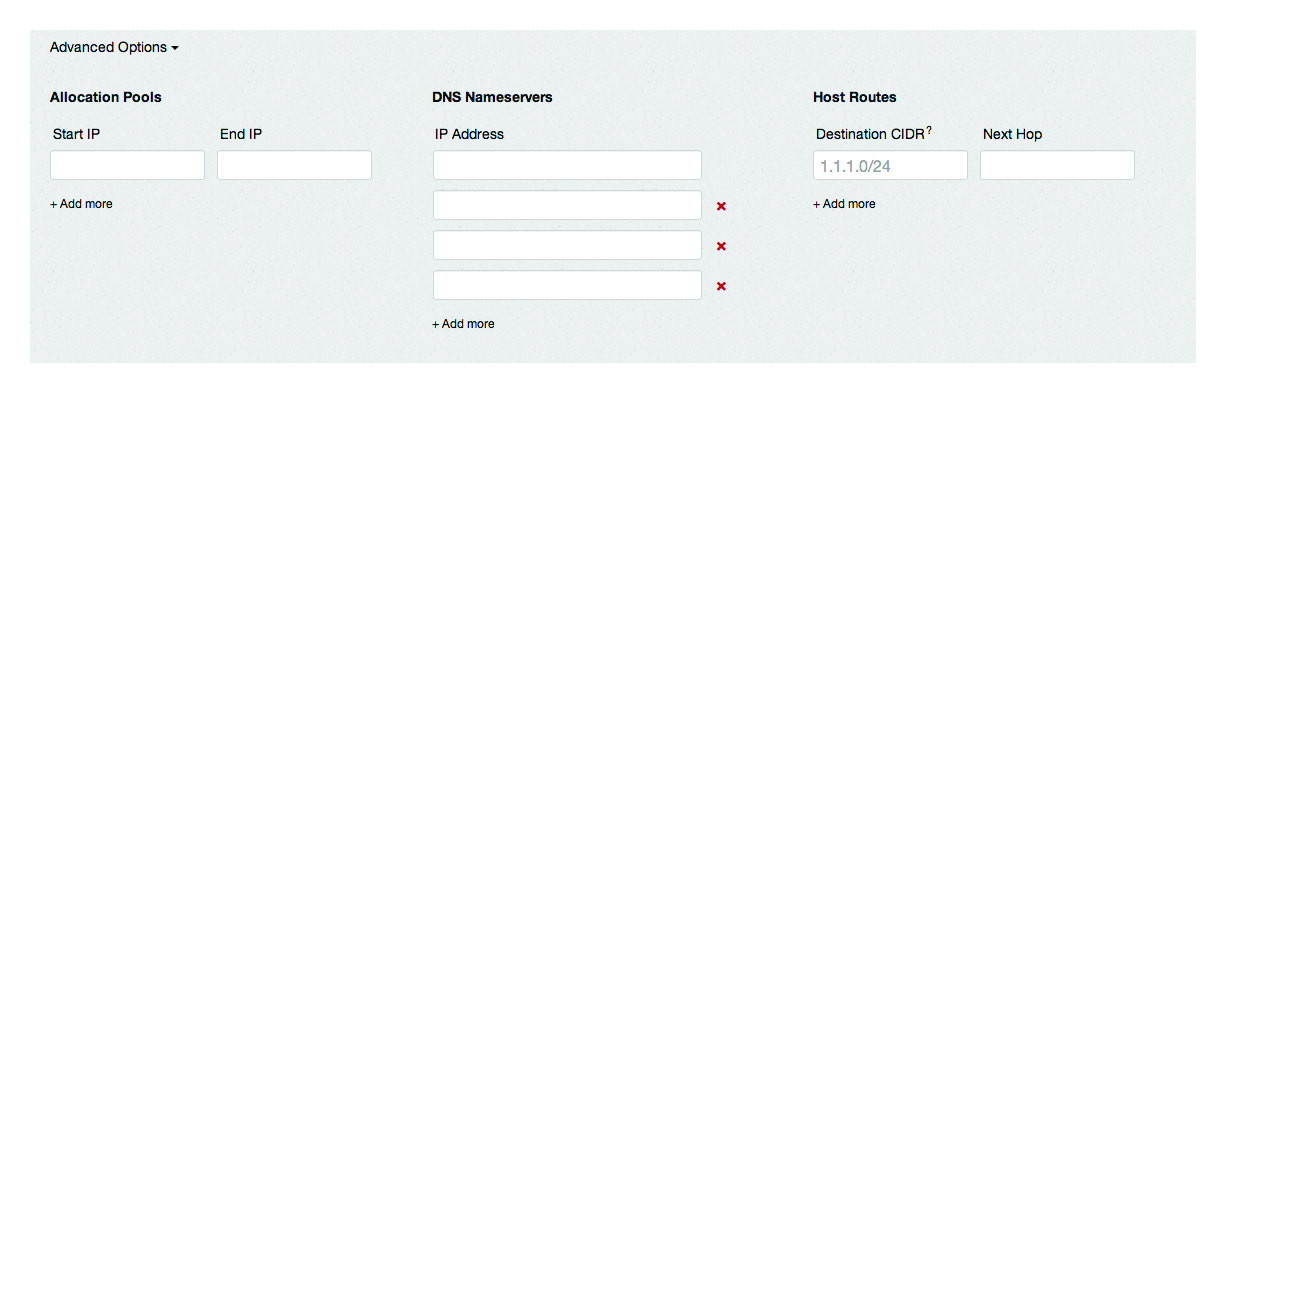 Advanced Options
Allocation Pools
Start IP End IP
+ Add more
DNS Nameservers
IP Address
+ Add more
Host Routes
Destination CIDR? Next Hop
1.1.1.0/24
+ Add more